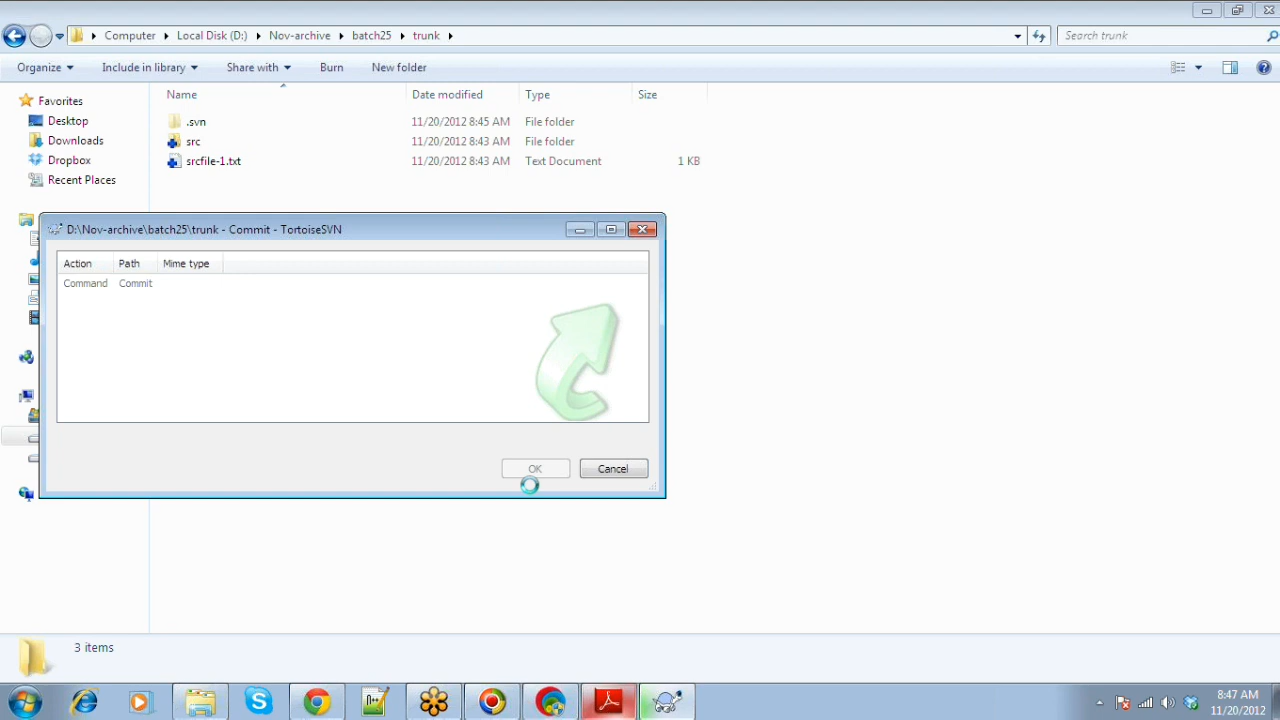 Computer Local Disk (D:) Nov-archive batch25 trunk Search trunk
Organize Include in library Share with Burn New folder
Name Date modified Type Size
Favorites
Desktop
Downloads
Dropbox
Recent Places
.svn 11/20/2012 8:45 AM File folder
src 11/20/2012 8:43 AM File folder
srcfile-1.txt 11/20/2012 8:43 AM Text Document 1 KB
D:\Nov-archive\batch25\trunk - Commit - TortoiseSVN
Action Path Mime type
Command Commit
OK Cancel
3 items
8:47 AM
11/20/2012